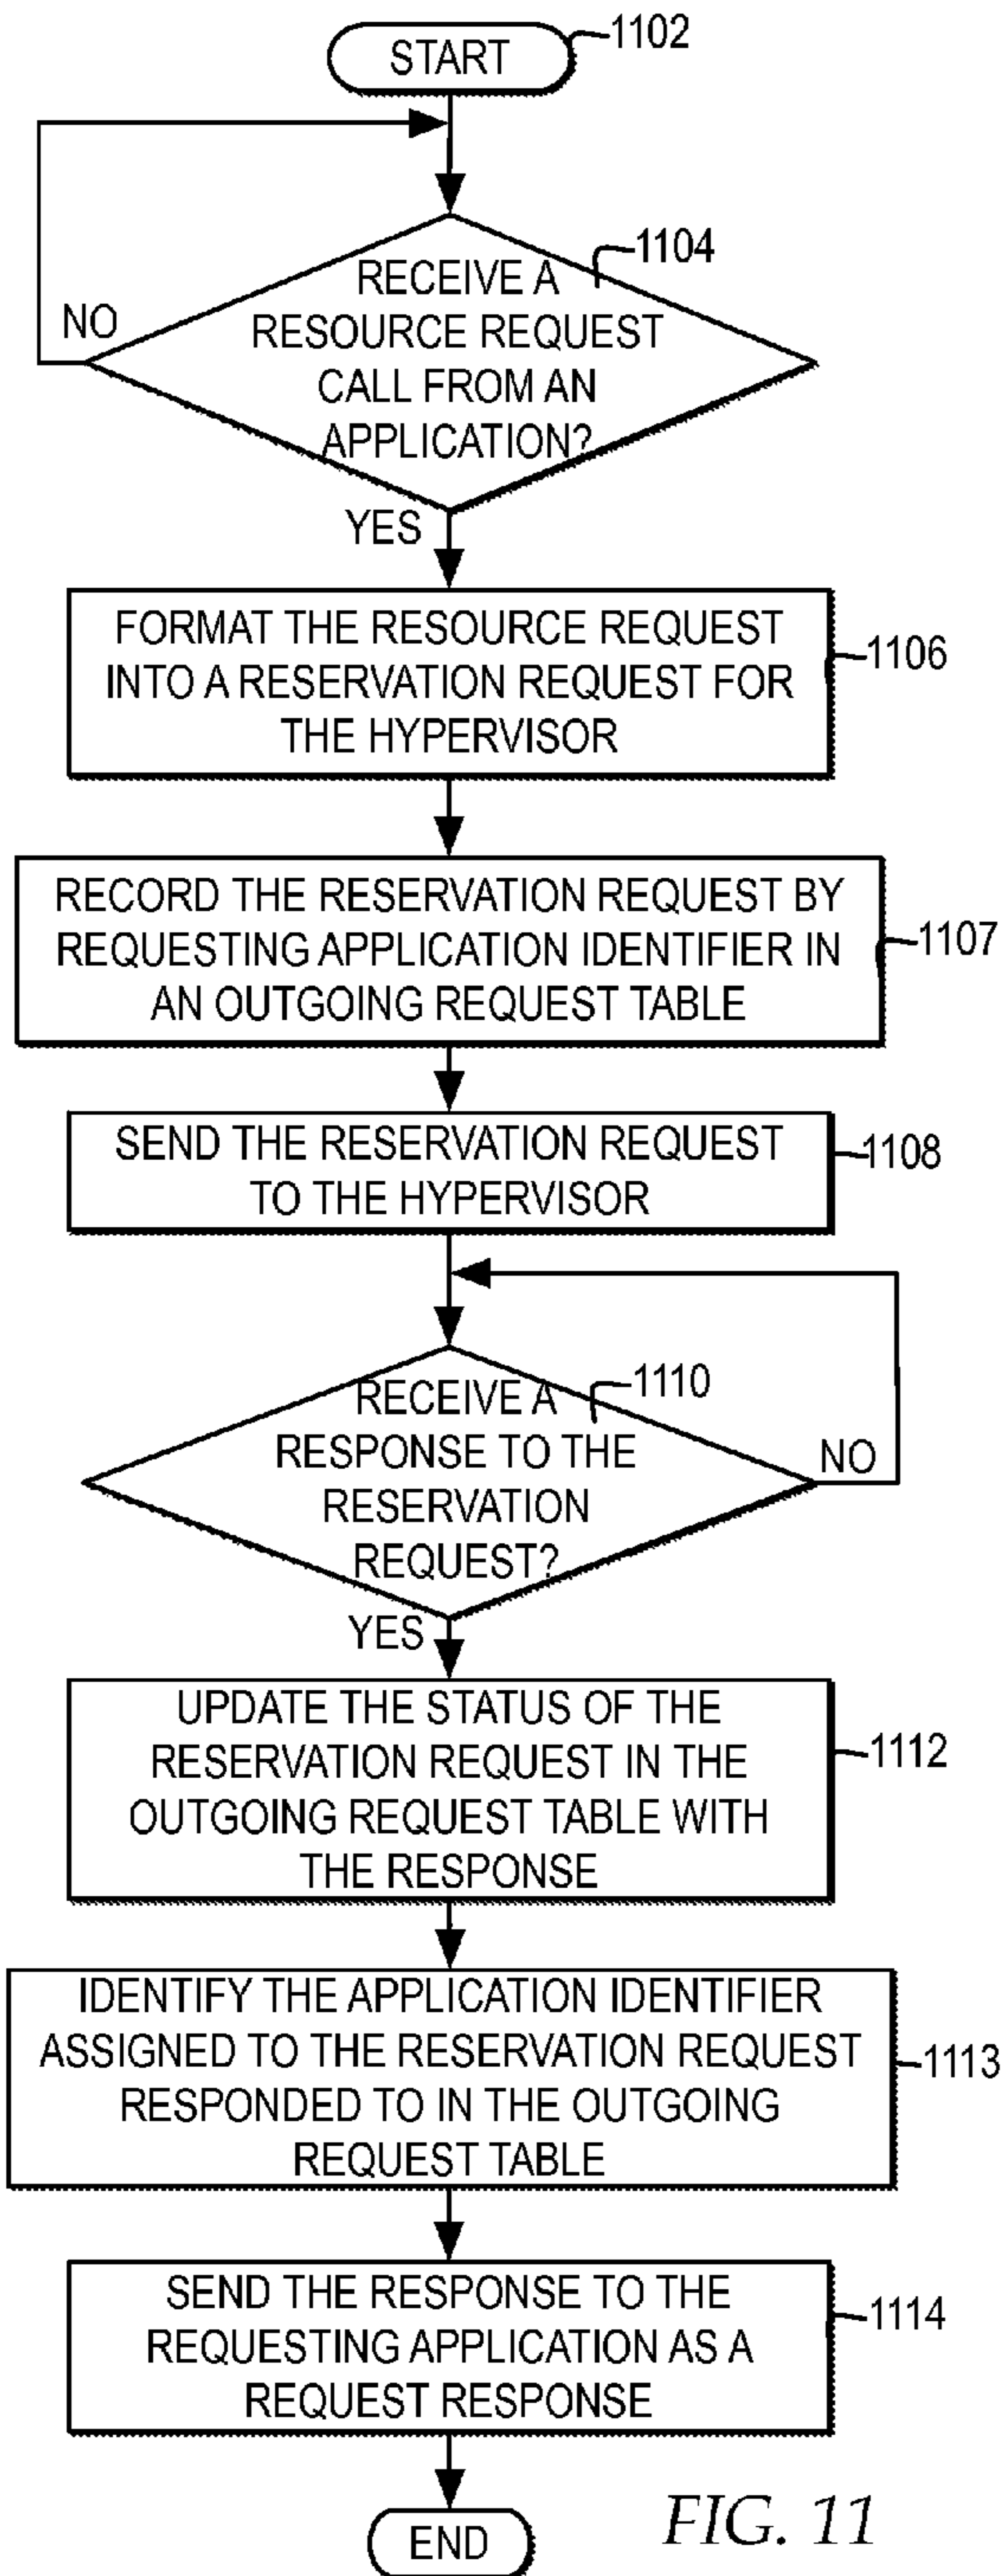 START
1102
1104
RECEIVE A
RESOURCE REQUEST
CALL FROM AN
APPLICATION?
NO
YES
FORMAT THE RESOURCE REQUEST
INTO A RESERVATION REQUEST FOR
THE HYPERVISOR
1106
RECORD THE RESERVATION REQUEST BY
REQUESTING APPLICATION IDENTIFIER IN
AN OUTGOING REQUEST TABLE
1107
SEND THE RESERVATION REQUEST
TO THE HYPERVISOR
1108
1110
RECEIVE A
RESPONSE TO THE
RESERVATION
REQUEST?
NO
YES
UPDATE THE STATUS OF THE
RESERVATION REQUEST IN THE
OUTGOING REQUEST TABLE WITH
THE RESPONSE
1112
IDENTIFY THE APPLICATION IDENTIFIER
ASSIGNED TO THE RESERVATION REQUEST
RESPONDED TO IN THE OUTGOING
REQUEST TABLE
1113
SEND THE RESPONSE TO THE
REQUESTING APPLICATION AS A
REQUEST RESPONSE
1114
END
FIG. 11